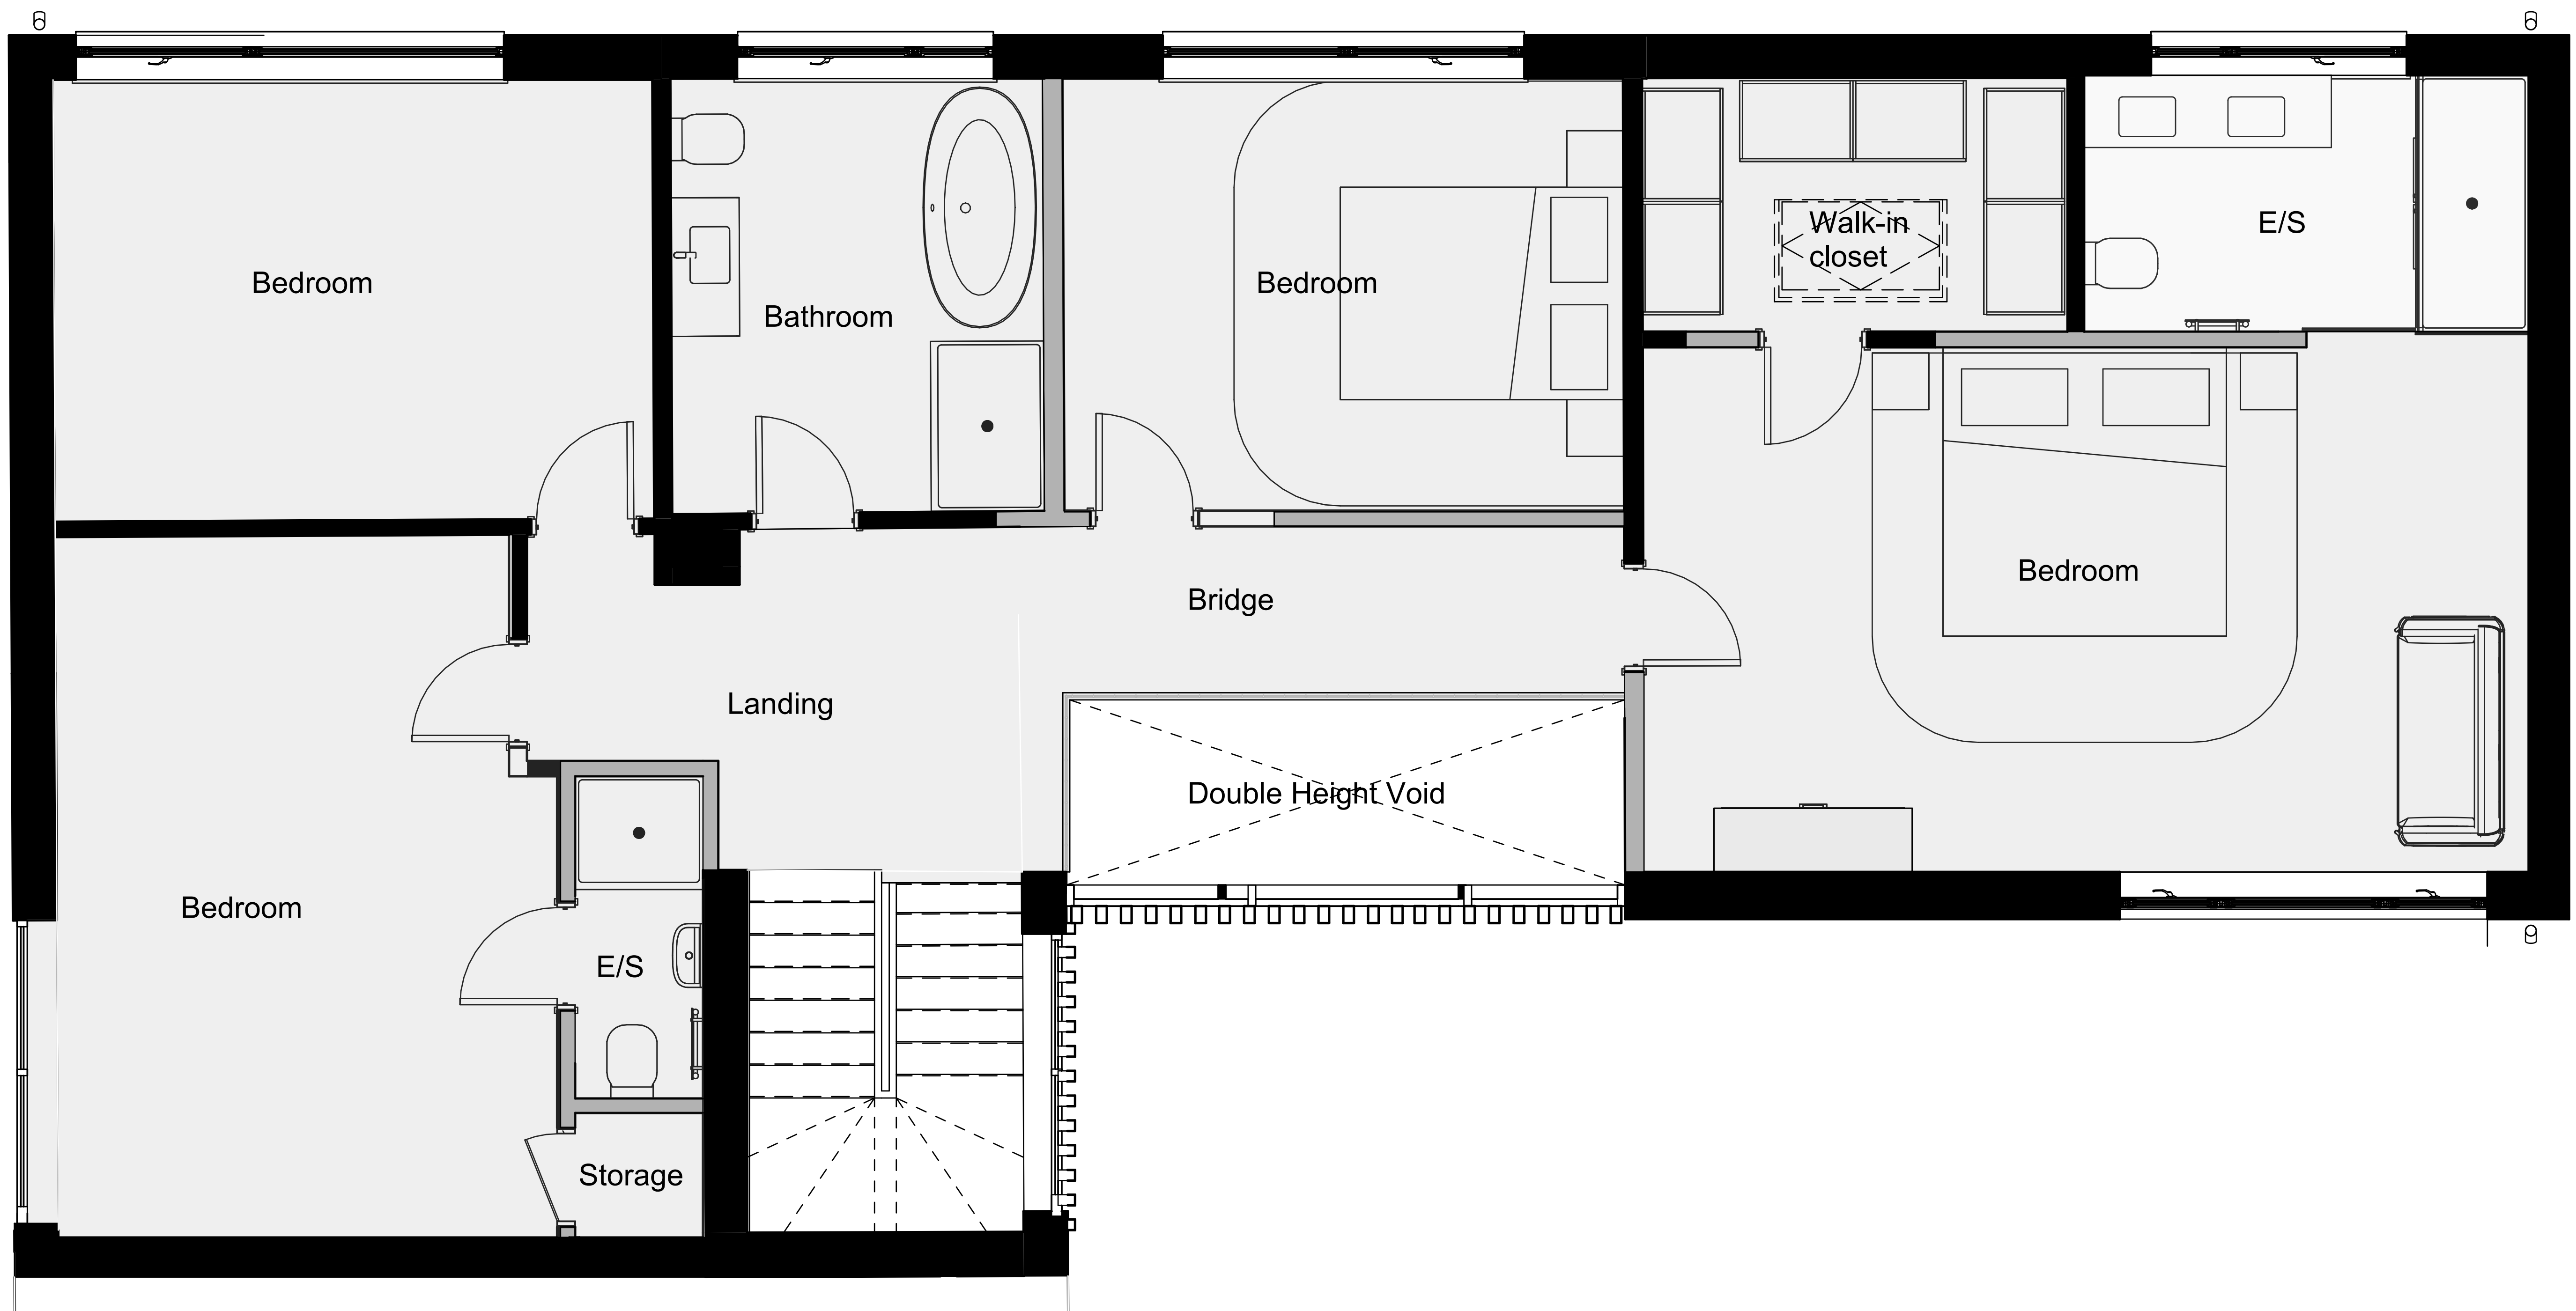 Walk-in
closet
E/S
Bedroom
Bedroom
Bathroom
Bedroom
Bridge
Landing
Double Height Void
Bedroom
E/S
Storage